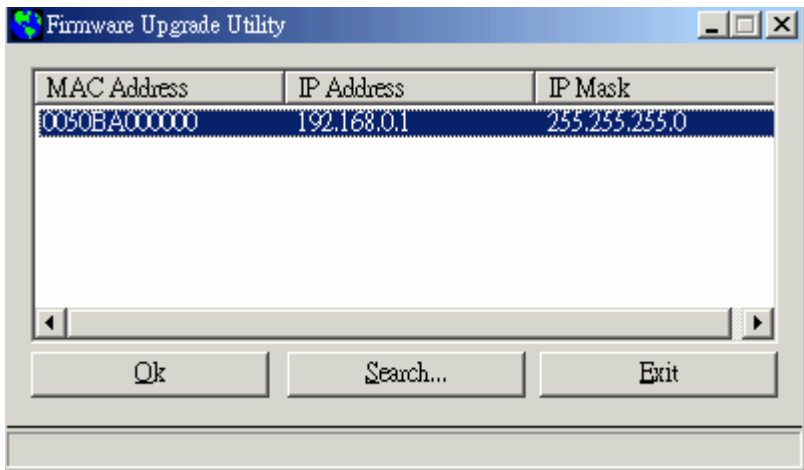 Firmware Upgrade Utility
MAC Address IP Address IP Mask
0050BA000000 192.168.0.1 255.255.255.0
Ok Search... Exit